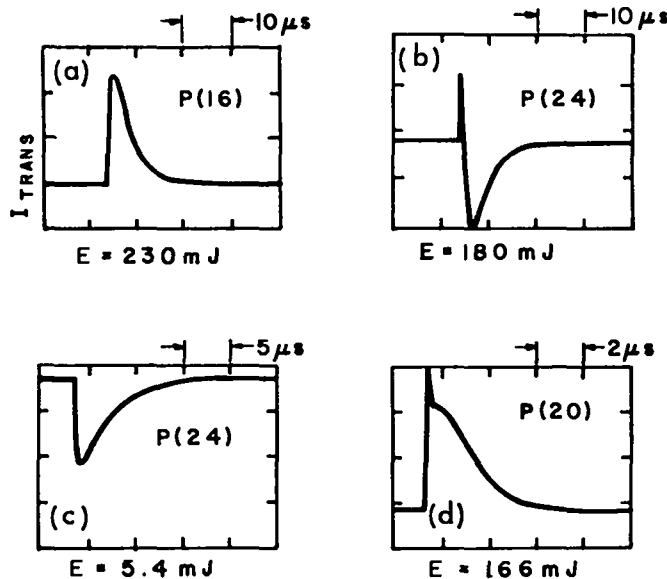 10 μs
10 μs
(a)
P(16)
(b)
P(24)
I TRANS
E = 230 mJ
E = 180 mJ
5 μs
2 μs
P(24)
(c)
P(20)
(d)
E = 5.4 mJ
E = 166 mJ